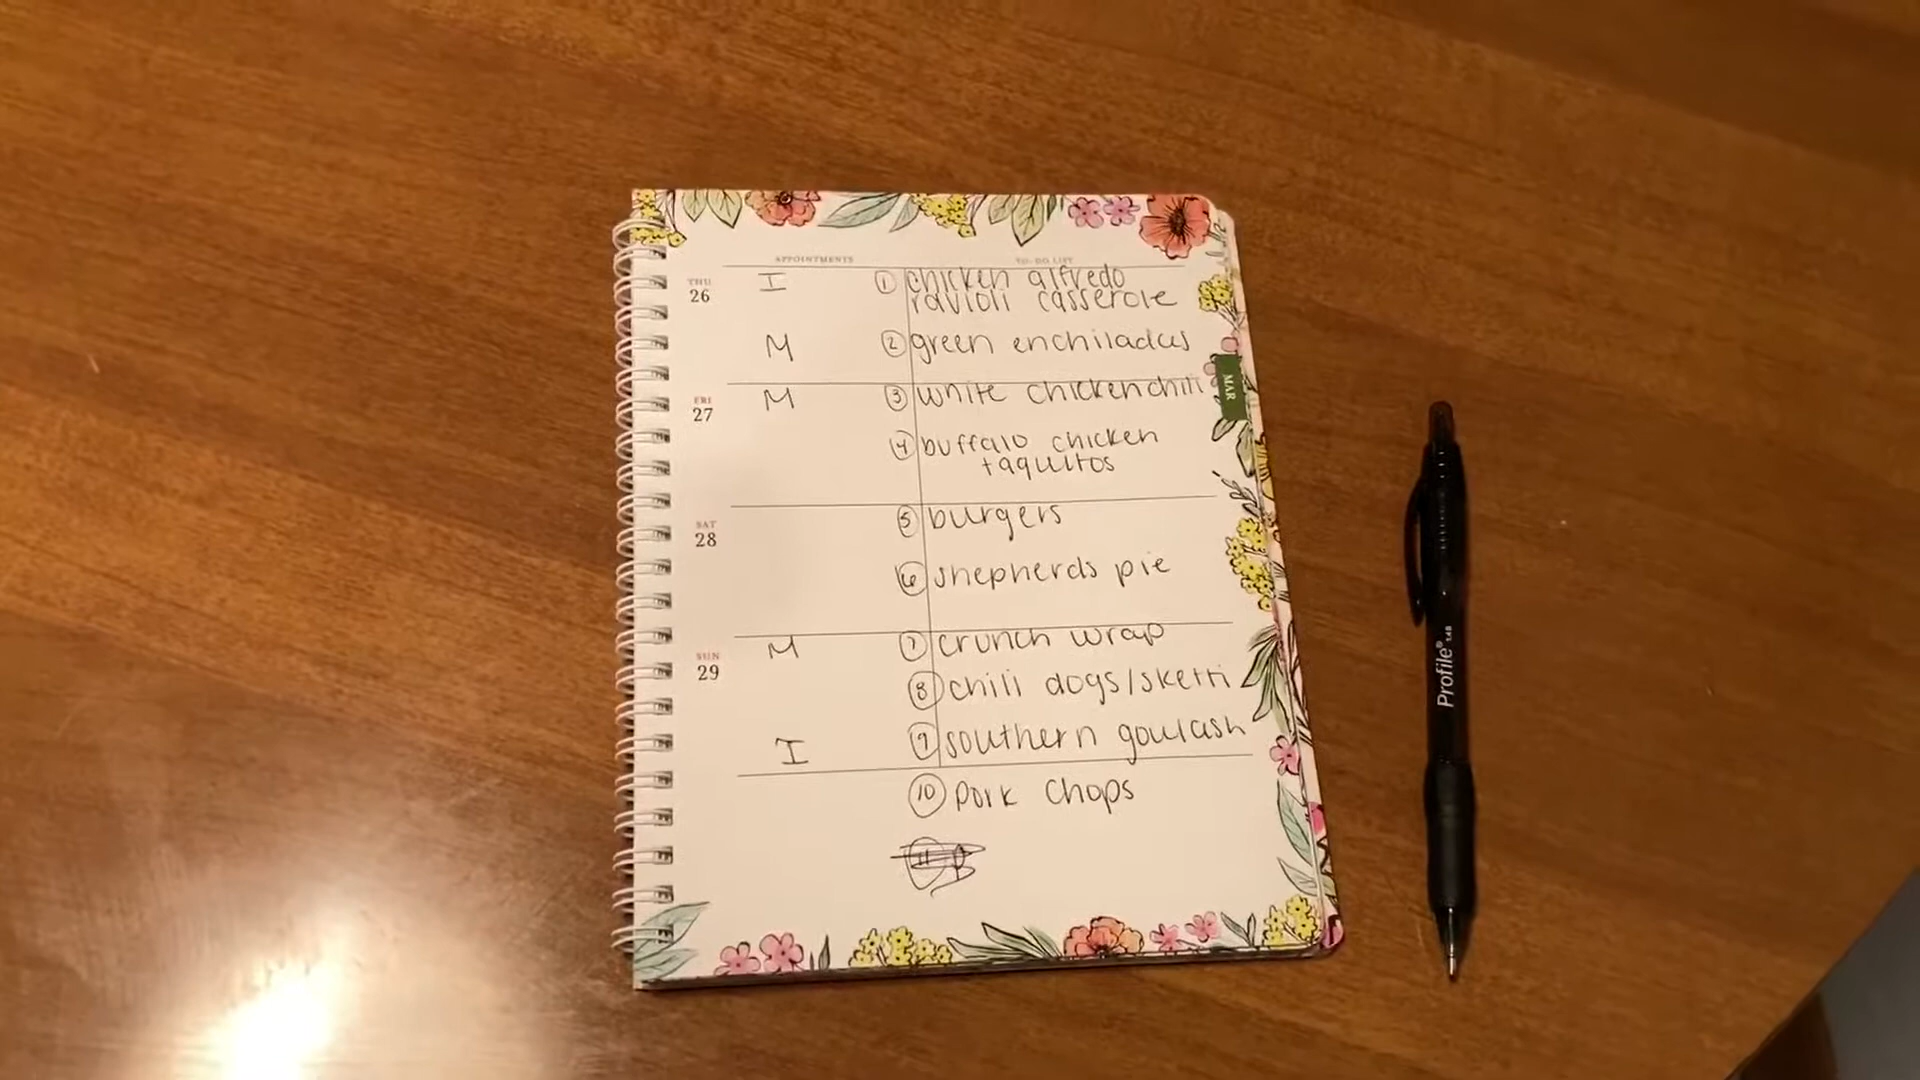 APPOINTMENTS TO-DO LIST
THU
26
I ① chicken alfredo
ravioli casserole
M ② green enchiladas
FRI
27
M ③ white chicken chili
④ buffalo chicken
taquitos
SAT
28
⑤ burgers
⑥ shepherds pie
SUN
29
M ⑦ crunch wrap
⑧ chili dogs/sketti
I ⑨ southern goulash
⑩ pork chops
MAR
Profile® 1.4B